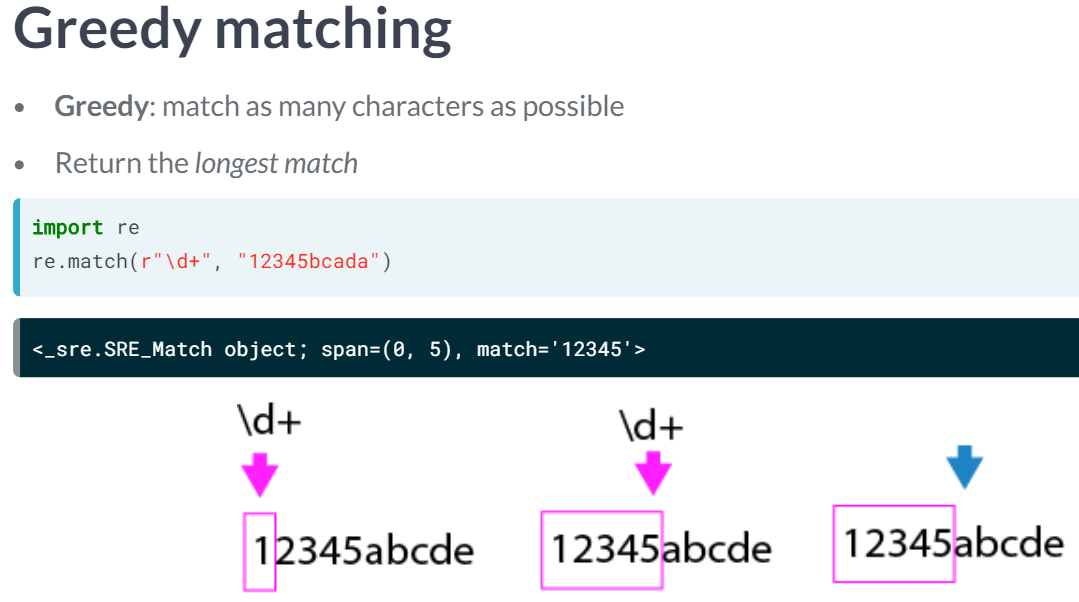 Greedy matching
• Greedy: match as many characters as possible
• Return the longest match
import re
re.match(r"\d+", "12345bcada")
<_sre.SRE_Match object; span=(0, 5), match='12345'>
\d+ \d+
12345abcde 12345abcde 12345abcde